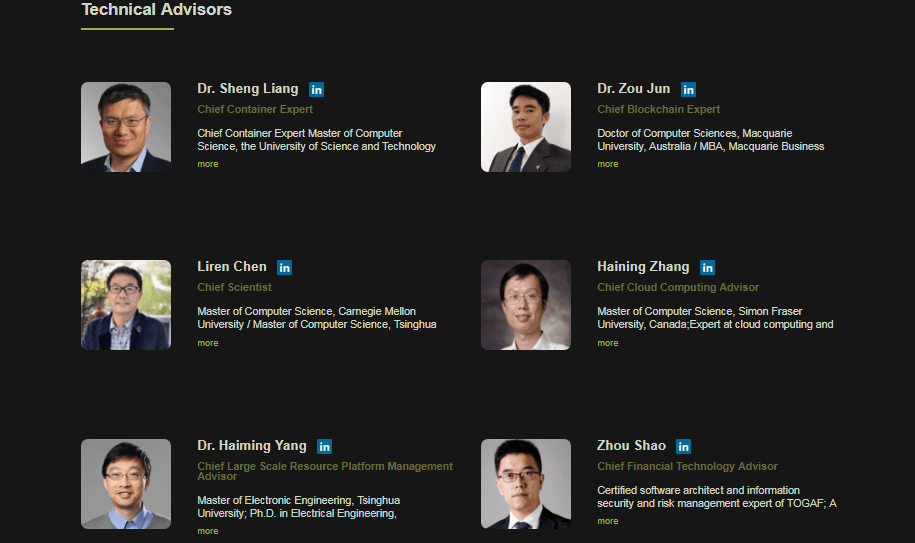 Technical Advisors
Dr. Sheng Liang in
Chief Container Expert
Chief Container Expert Master of Computer
Science, the University of Science and Technology
more
Dr. Zou Jun in
Chief Blockchain Expert
Doctor of Computer Sciences, Macquarie
University, Australia / MBA, Macquarie Business
more
Liren Chen in
Chief Scientist
Master of Computer Science, Carnegie Mellon
University / Master of Computer Science, Tsinghua
more
Haining Zhang in
Chief Cloud Computing Advisor
Master of Computer Science, Simon Fraser
University, Canada;Expert at cloud computing and
more
Dr. Haiming Yang in
Chief Large Scale Resource Platform Management
Advisor
Master of Electronic Engineering, Tsinghua
University; Ph.D. in Electrical Engineering,
more
Zhou Shao in
Chief Financial Technology Advisor
Certified software architect and information
security and risk management expert of TOGAF; A
more